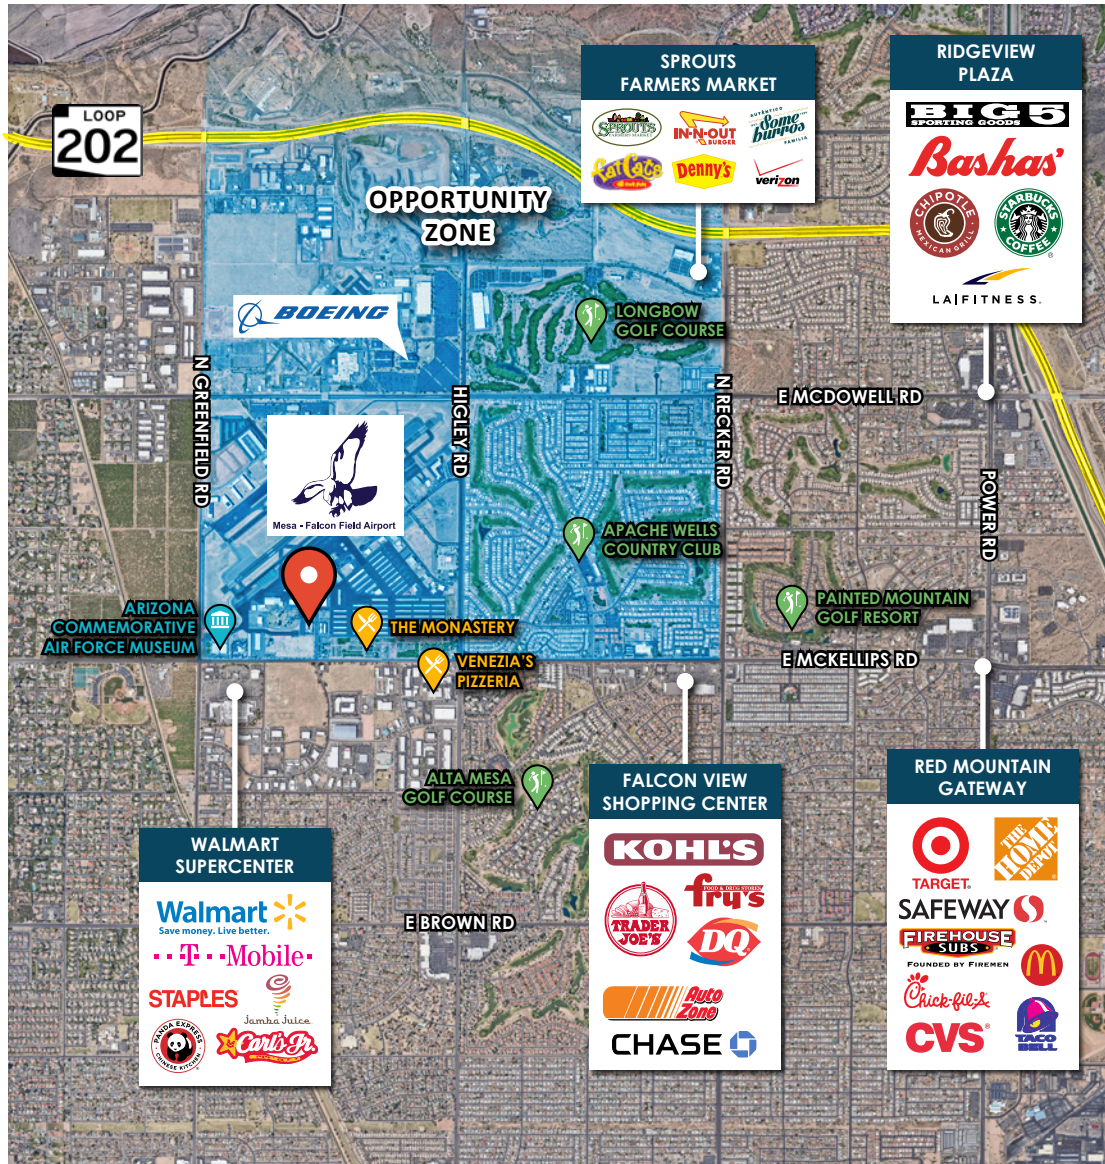 LOOP
202
SPROUTS
FARMERS MARKET
SPROUTS
FARMERS MARKET
IN-N-OUT
BURGER
AUTÉNTICO
Someburros
FAMILIA
FatCats
Denny's
verizon
RIDGEVIEW
PLAZA
BIG 5
SPORTING GOODS
Bashas'
CHIPOTLE
MEXICAN GRILL
STARBUCKS
COFFEE
LA|FITNESS.
OPPORTUNITY
ZONE
BOEING
LONGBOW
GOLF COURSE
N GREENFIELD RD
HIGLEY RD
N RECKER RD
E MCDOWELL RD
POWER RD
Mesa - Falcon Field Airport
APACHE WELLS
COUNTRY CLUB
ARIZONA
COMMEMORATIVE
AIR FORCE MUSEUM
THE MONASTERY
VENEZIA'S
PIZZERIA
PAINTED MOUNTAIN
GOLF RESORT
E MCKELLIPS RD
ALTA MESA
GOLF COURSE
E BROWN RD
WALMART
SUPERCENTER
Walmart
Save money. Live better.
T-Mobile
STAPLES
Jamba Juice
PANDA EXPRESS
CHINESE KITCHEN
Carl's Jr.
FALCON VIEW
SHOPPING CENTER
KOHL'S
TRADER
JOE'S
FOOD & DRUG STORES
fry's
DQ
Auto
Zone
CHASE
RED MOUNTAIN
GATEWAY
TARGET
THE
HOME
DEPOT
SAFEWAY
FIREHOUSE
SUBS
FOUNDED BY FIREMEN
Chick-fil-A
CVS
TACO
BELL